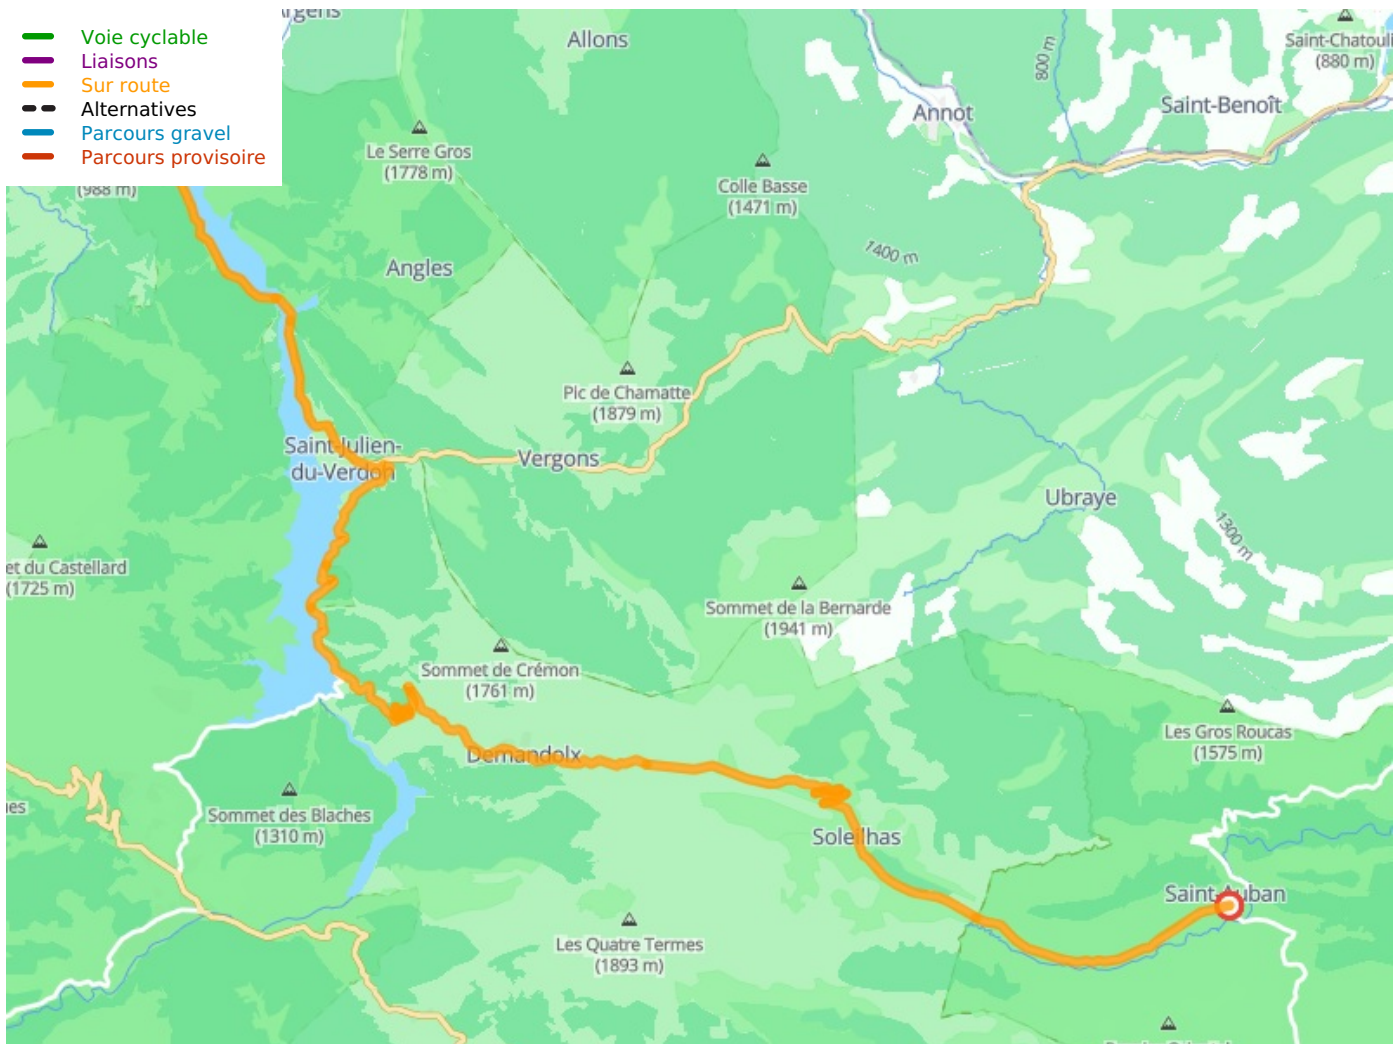 Voie cyclable
Liaisons
Sur route
Alternatives
Parcours gravel
Parcours provisoire
Allons
Saint-Chatouli
(880 m)
800 m
Annot
Saint-Benoît
Le Serre Gros
(1778 m)
Colle Basse
(1471 m)
(988 m)
1400 m
Angles
Pic de Chamatte
(1879 m)
Saint-Julien-
du-Verdon
Vergons
Ubraye
1300 m
et du Castellard
(1725 m)
Sommet de la Bernarde
(1941 m)
Sommet de Crémon
(1761 m)
Les Gros Roucas
(1575 m)
Demandolx
es
Sommet des Blaches
(1310 m)
Soleilhas
Saint-Auban
Les Quatre Termes
(1893 m)